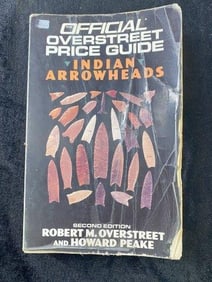 OFFICIAL
OVERSTREET
PRICE GUIDE
INDIAN
ARROWHEADS
SECOND EDITION
ROBERT M. OVERSTREET
AND HOWARD PEAKE